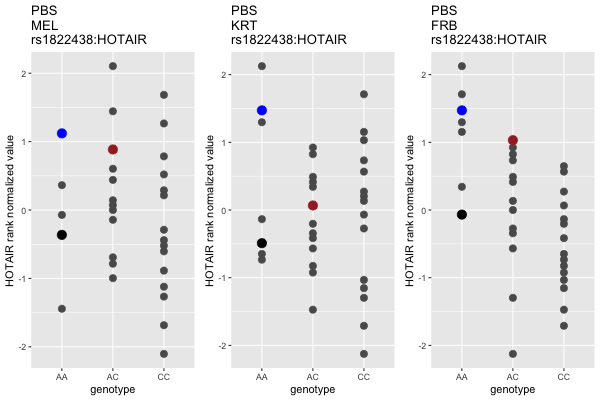 PBS
MEL
rs1822438:HOTAIR
HOTAIR rank normalized value
2
1
0
-1
-2
AA
AC
CC
genotype
PBS
KRT
rs1822438:HOTAIR
HOTAIR rank normalized value
2
1
0
-1
-2
AA
AC
CC
genotype
PBS
FRB
rs1822438:HOTAIR
HOTAIR rank normalized value
2
1
0
-1
-2
AA
AC
CC
genotype